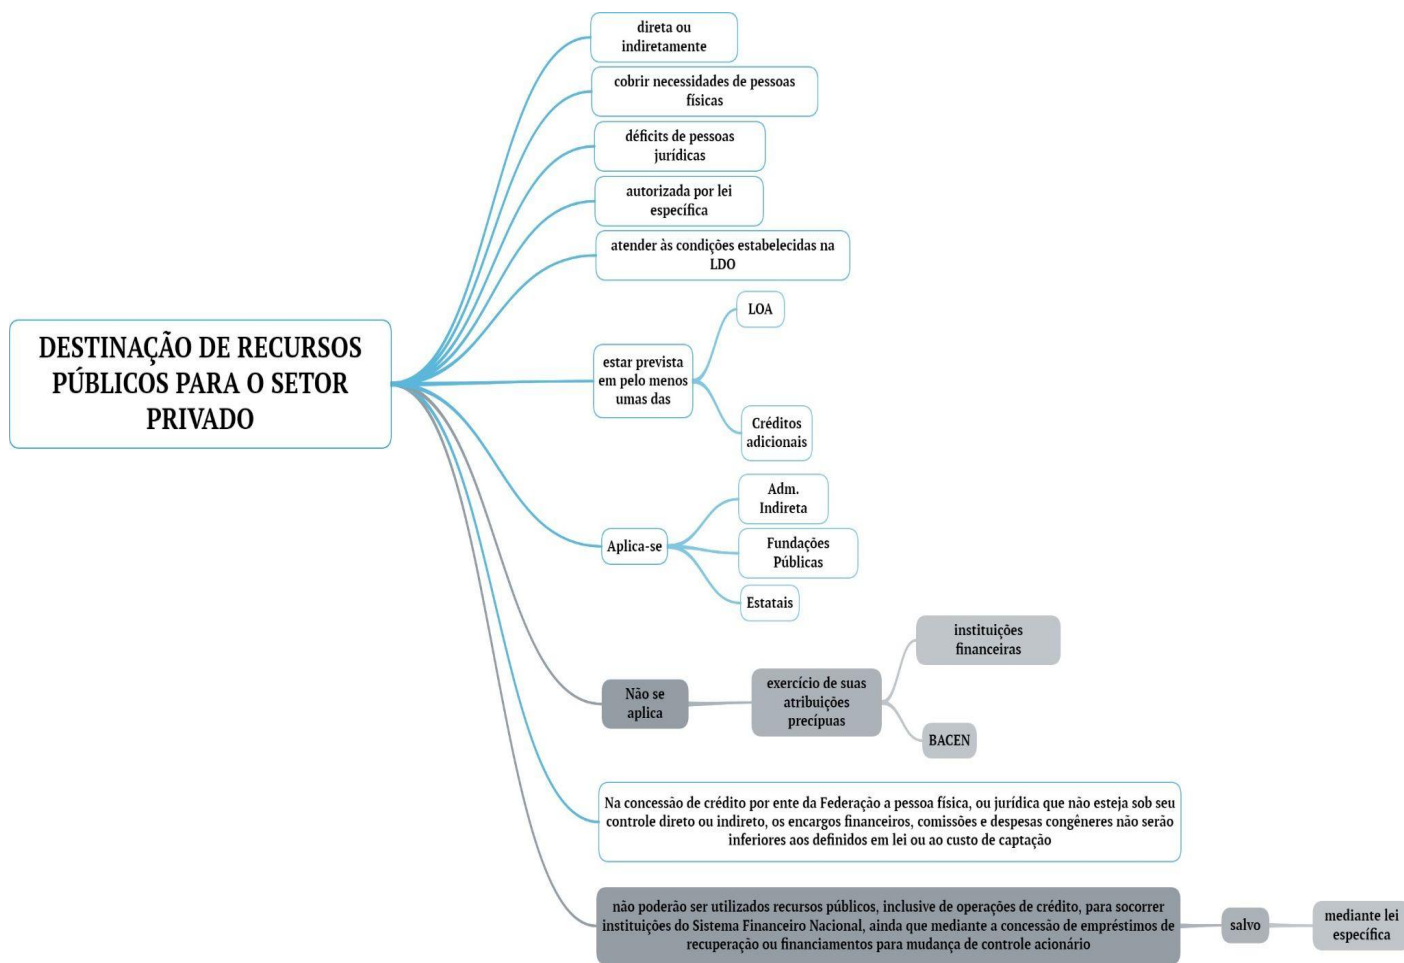 direta ou
indiretamente
cobrir necessidades de pessoas
físicas
déficits de pessoas
jurídicas
autorizada por lei
específica
atender às condições estabelecidas na
LDO
DESTINAÇÃO DE RECURSOS
PÚBLICOS PARA O SETOR
PRIVADO
estar prevista
em pelo menos
umas das
LOA
Créditos
adicionais
Aplica-se
Adm.
Indireta
Fundações
Públicas
Estatais
Não se
aplica
exercício de suas
atribuições
precípuas
instituições
financeiras
BACEN
Na concessão de crédito por ente da Federação a pessoa física, ou jurídica que não esteja sob seu
controle direto ou indireto, os encargos financeiros, comissões e despesas congêneres não serão
inferiores aos definidos em lei ou ao custo de captação
não poderão ser utilizados recursos públicos, inclusive de operações de crédito, para socorrer
instituições do Sistema Financeiro Nacional, ainda que mediante a concessão de empréstimos de
recuperação ou financiamentos para mudança de controle acionário
salvo
mediante lei
específica